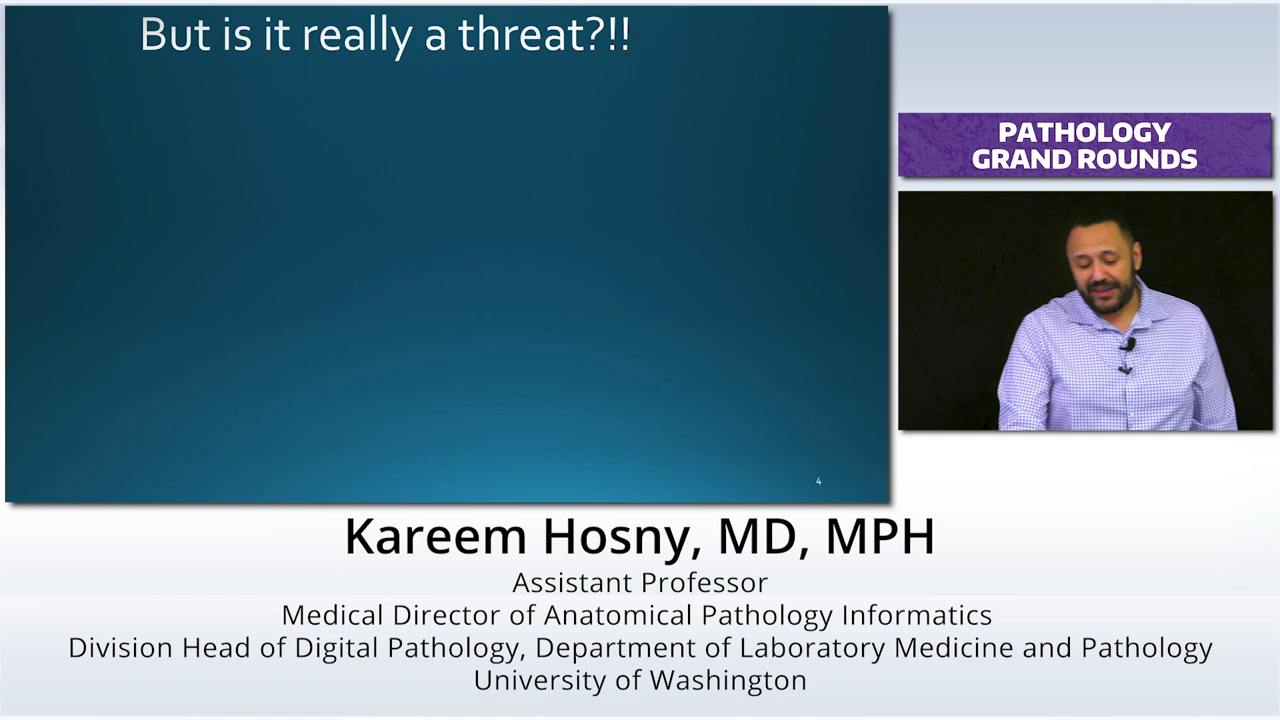 But is it really a threat?!!
4
PATHOLOGY
GRAND ROUNDS
Kareem Hosny, MD, MPH
Assistant Professor
Medical Director of Anatomical Pathology Informatics
Division Head of Digital Pathology, Department of Laboratory Medicine and Pathology
University of Washington